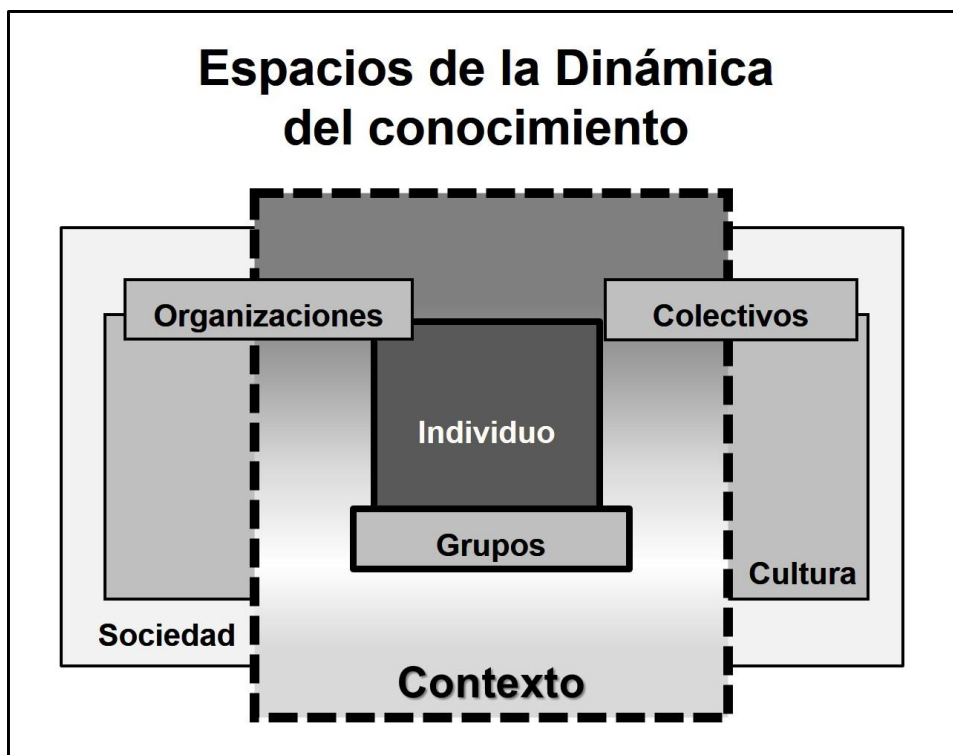 Espacios de la Dinámica
del conocimiento
Organizaciones
Colectivos
Individuo
Grupos
Cultura
Sociedad
Contexto